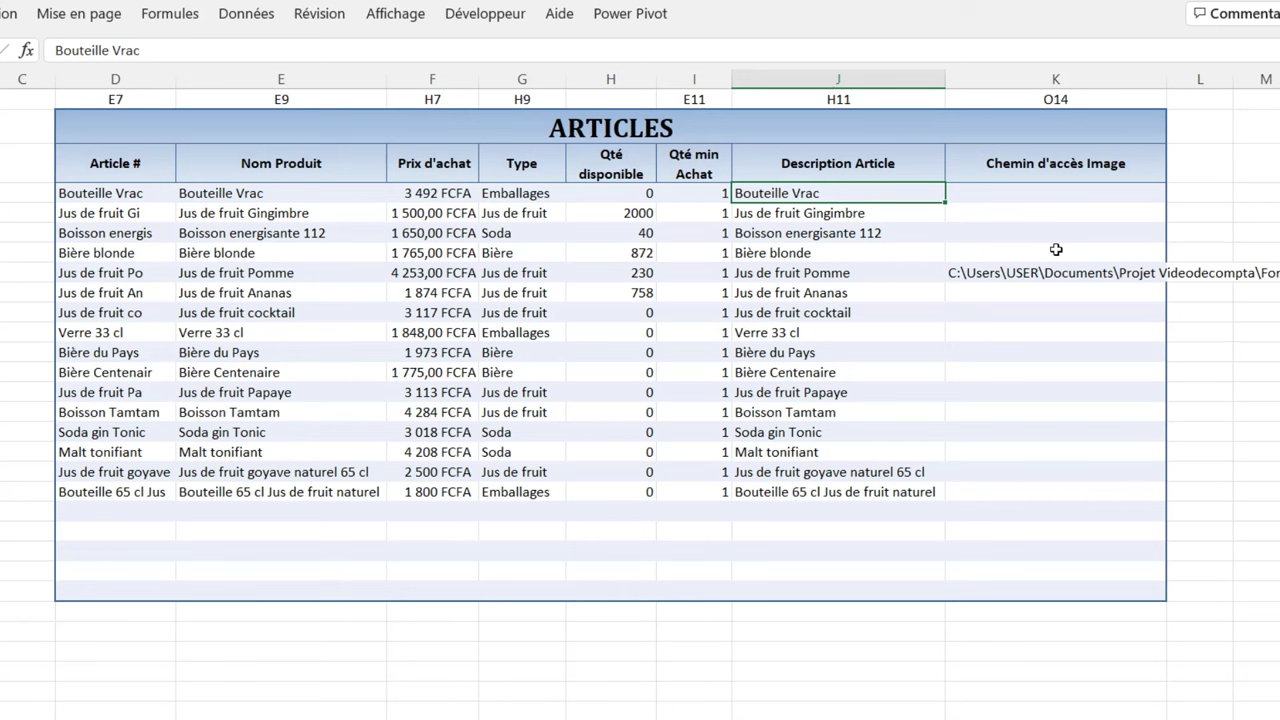 ion Mise en page Formules Données Révision Affichage Développeur Aide Power Pivot Commenta
fx Bouteille Vrac
C D E F G H I J K L M
E7 E9 H7 H9 E11 H11 O14
ARTICLES
Article # Nom Produit Prix d'achat Type Qté disponible Qté min Achat Description Article Chemin d'accès Image
Bouteille Vrac Bouteille Vrac 3 492 FCFA Emballages 0 1 Bouteille Vrac
Jus de fruit Gi Jus de fruit Gingimbre 1 500,00 FCFA Jus de fruit 2000 1 Jus de fruit Gingimbre
Boisson energis Boisson energisante 112 1 650,00 FCFA Soda 40 1 Boisson energisante 112
Bière blonde Bière blonde 1 765,00 FCFA Bière 872 1 Bière blonde
Jus de fruit Po Jus de fruit Pomme 4 253,00 FCFA Jus de fruit 230 1 Jus de fruit Pomme C:\Users\USER\Documents\Projet Videodecompta\For
Jus de fruit An Jus de fruit Ananas 1 874 FCFA Jus de fruit 758 1 Jus de fruit Ananas
Jus de fruit co Jus de fruit cocktail 3 117 FCFA Jus de fruit 0 1 Jus de fruit cocktail
Verre 33 cl Verre 33 cl 1 848,00 FCFA Emballages 0 1 Verre 33 cl
Bière du Pays Bière du Pays 1 973 FCFA Bière 0 1 Bière du Pays
Bière Centenair Bière Centenaire 1 775,00 FCFA Bière 0 1 Bière Centenaire
Jus de fruit Pa Jus de fruit Papaye 3 113 FCFA Jus de fruit 0 1 Jus de fruit Papaye
Boisson Tamtam Boisson Tamtam 4 284 FCFA Jus de fruit 0 1 Boisson Tamtam
Soda gin Tonic Soda gin Tonic 3 018 FCFA Soda 0 1 Soda gin Tonic
Malt tonifiant Malt tonifiant 4 208 FCFA Soda 0 1 Malt tonifiant
Jus de fruit goyave Jus de fruit goyave naturel 65 cl 2 500 FCFA Jus de fruit 0 1 Jus de fruit goyave naturel 65 cl
Bouteille 65 cl Jus Bouteille 65 cl Jus de fruit naturel 1 800 FCFA Emballages 0 1 Bouteille 65 cl Jus de fruit naturel